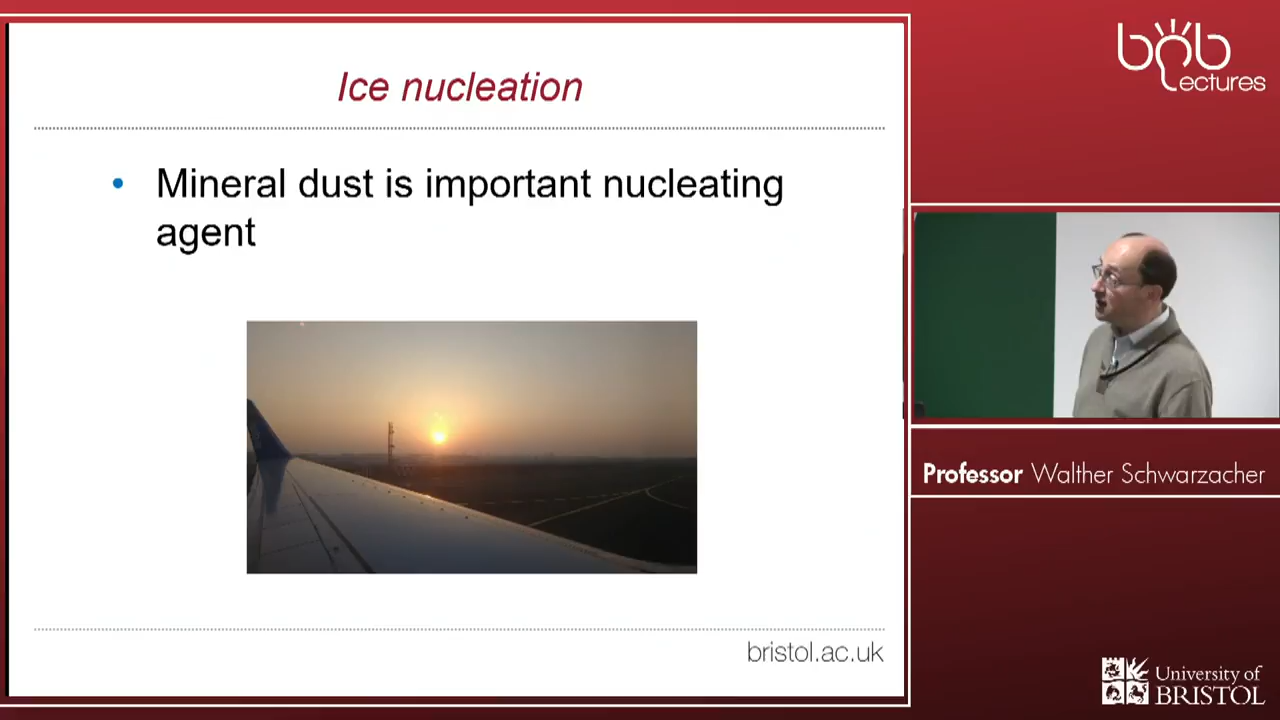 Ice nucleation
• Mineral dust is important nucleating
agent
bristol.ac.uk
bob
Lectures
Professor Walther Schwarzacher
University of
BRISTOL